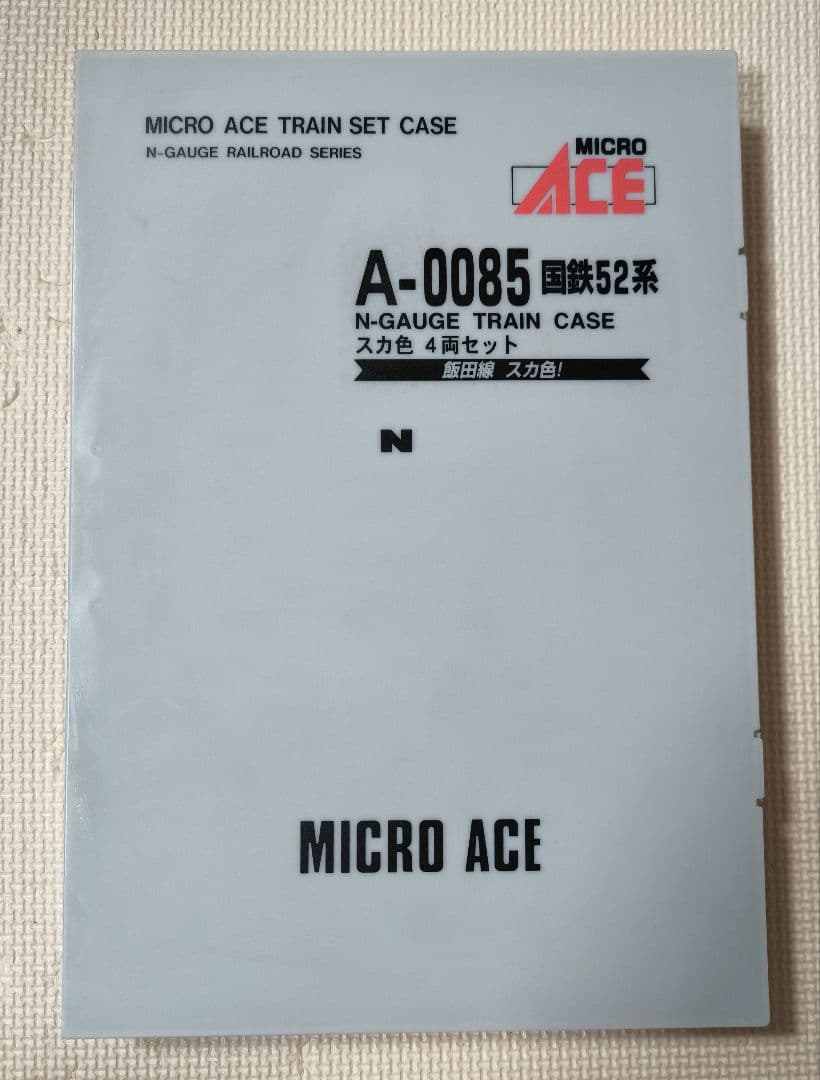 MICRO ACE TRAIN SET CASE
N-GAUGE RAILROAD SERIES
MICRO
ACE
A-0085 国鉄52系
N-GAUGE TRAIN CASE
スカ色 4両セット
飯田線 スカ色!
N
MICRO ACE